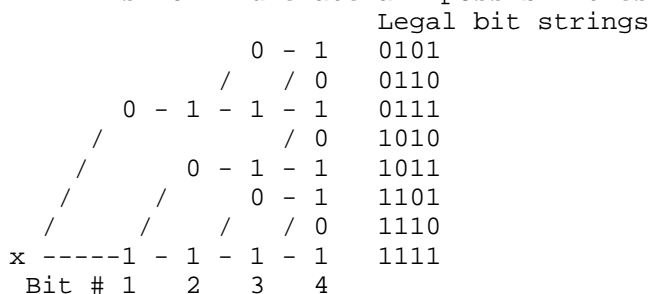 Legal bit strings
0 - 1 0101
/ / 0 0110
0 - 1 - 1 - 1 0111
/ / 0 1010
/ 0 - 1 - 1 1011
/ / 0 - 1 1101
/ / / / 0 1110
x -----1 - 1 - 1 - 1 1111
Bit # 1 2 3 4